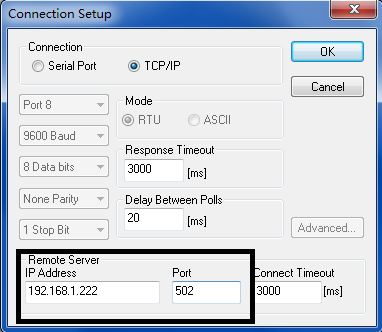 Connection Setup
Connection
Serial Port
TCP/IP
OK
Cancel
Port 8
Mode
RTU
ASCII
9600 Baud
8 Data bits
Response Timeout
3000
[ms]
None Parity
Delay Between Polls
20
[ms]
1 Stop Bit
Advanced...
Remote Server
IP Address
Port
Connect Timeout
192.168.1.222
502
3000
[ms]